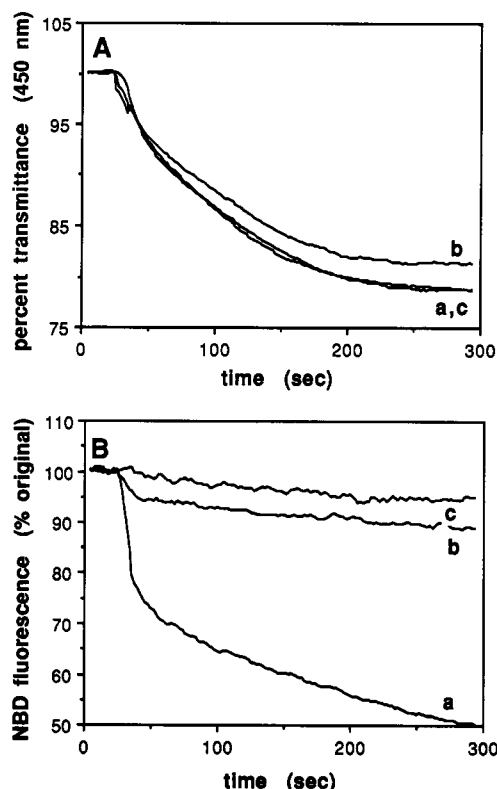 A
percent transmittance (450 nm)
105
95
85
75
b
a,c
0
100
200
300
time (sec)
B
NBD fluorescence (% original)
110
100
90
80
70
60
50
c
b
a
0
100
200
300
time (sec)